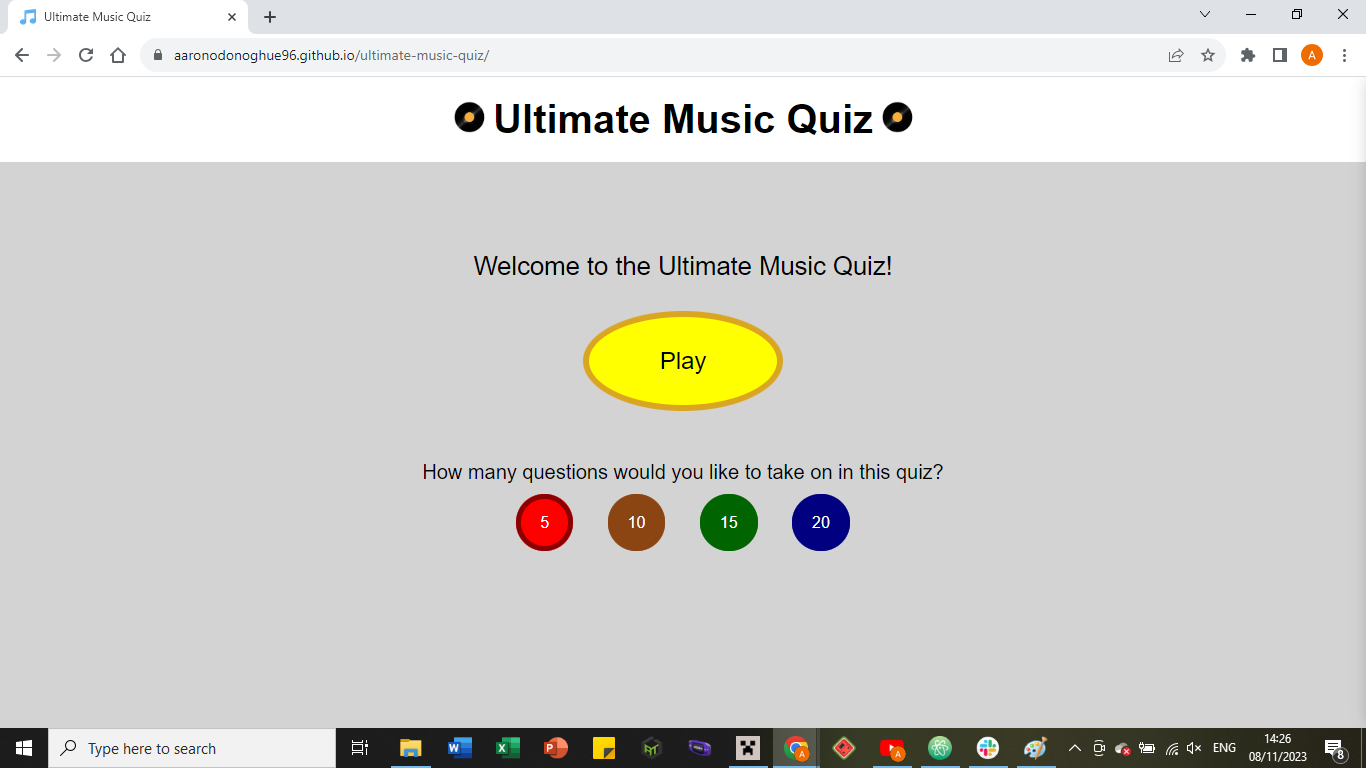 Ultimate Music Quiz
aaronodonoghue96.github.io/ultimate-music-quiz/
A
Ultimate Music Quiz
Welcome to the Ultimate Music Quiz!
Play
How many questions would you like to take on in this quiz?
5 10 15 20
Type here to search
W X P A A
ENG
14:26
08/11/2023
8